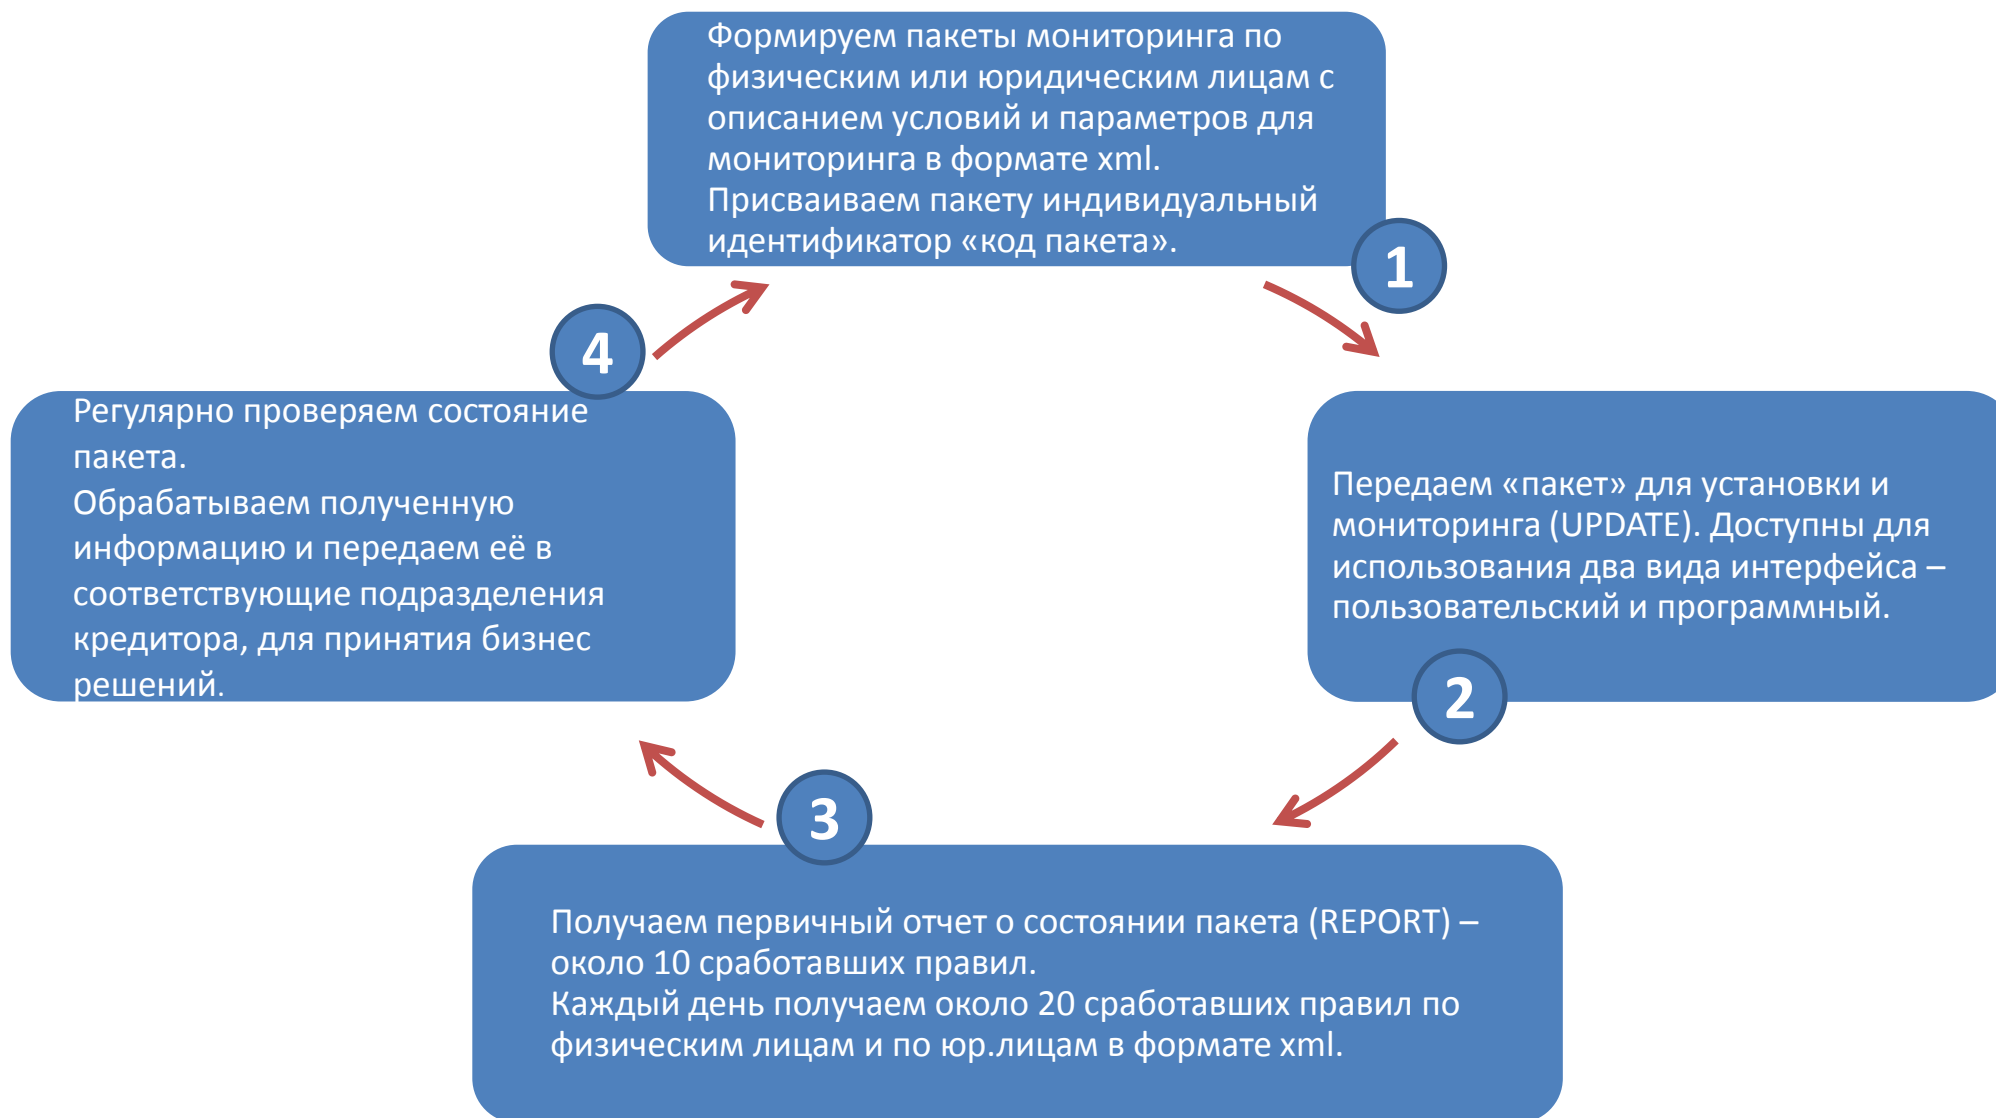 Формируем пакеты мониторинга по
физическим или юридическим лицам с
описанием условий и параметров для
мониторинга в формате xml.
Присваиваем пакету индивидуальный
идентификатор «код пакета».
1
Передаем «пакет» для установки и
мониторинга (UPDATE). Доступны для
использования два вида интерфейса –
пользовательский и программный.
2
Получаем первичный отчет о состоянии пакета (REPORT) –
около 10 сработавших правил.
Каждый день получаем около 20 сработавших правил по
физическим лицам и по юр.лицам в формате xml.
3
Регулярно проверяем состояние
пакета.
Обрабатываем полученную
информацию и передаем её в
соответствующие подразделения
кредитора, для принятия бизнес
решений.
4